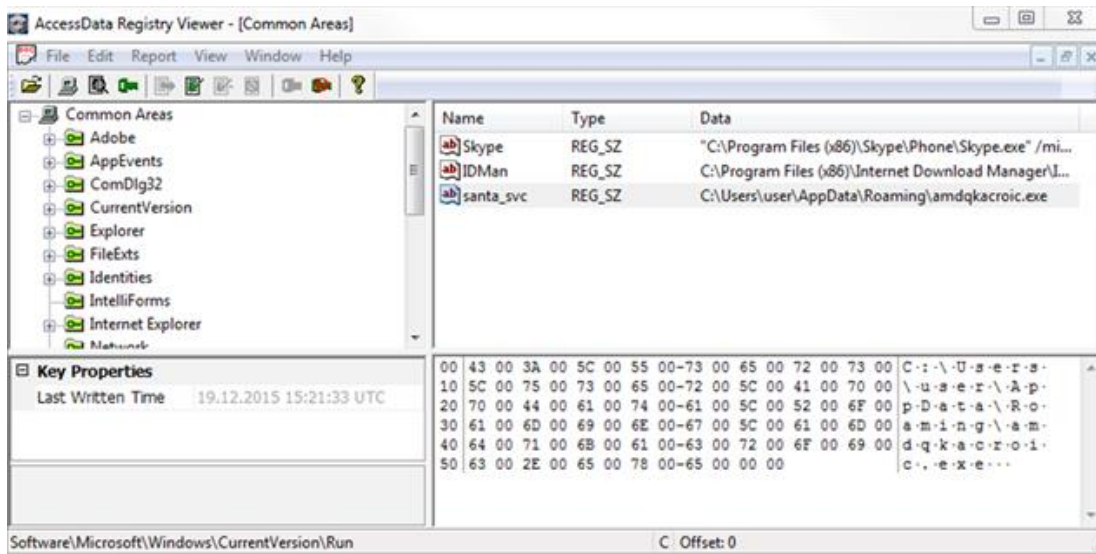 AccessData Registry Viewer - [Common Areas]
File Edit Report View Window Help
Common Areas
Adobe
AppEvents
ComDlg32
CurrentVersion
Explorer
FileExts
Identities
IntelliForms
Internet Explorer
Network
Name Type Data
Skype REG_SZ "C:\Program Files (x86)\Skype\Phone\Skype.exe" /mi...
IDMan REG_SZ C:\Program Files (x86)\Internet Download Manager\I...
santa_svc REG_SZ C:\Users\user\AppData\Roaming\amdqkacroic.exe
Key Properties
Last Written Time 19.12.2015 15:21:33 UTC
00 43 00 3A 00 5C 00 55 00-73 00 65 00 72 00 73 00 C·:·\·U·s·e·r·s·
10 5C 00 75 00 73 00 65 00-72 00 5C 00 41 00 70 00 \·u·s·e·r·\·A·p·
20 70 00 44 00 61 00 74 00-61 00 5C 00 52 00 6F 00 p·D·a·t·a·\·R·o·
30 61 00 6D 00 69 00 6E 00-67 00 5C 00 61 00 6D 00 a·m·i·n·g·\·a·m·
40 64 00 71 00 6B 00 61 00-63 00 72 00 6F 00 69 00 d·q·k·a·c·r·o·i·
50 63 00 2E 00 65 00 78 00-65 00 00 00 c·.·e·x·e···
Software\Microsoft\Windows\CurrentVersion\Run C Offset: 0